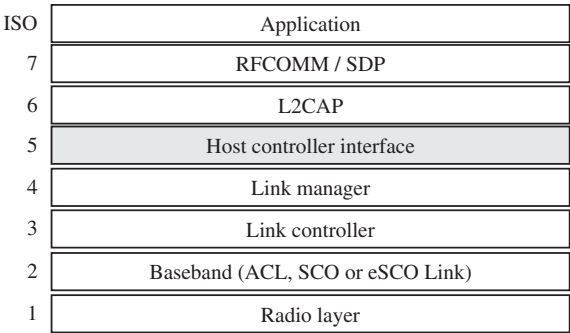 ISO Application
7 RFCOMM / SDP
6 L2CAP
5 Host controller interface
4 Link manager
3 Link controller
2 Baseband (ACL, SCO or eSCO Link)
1 Radio layer